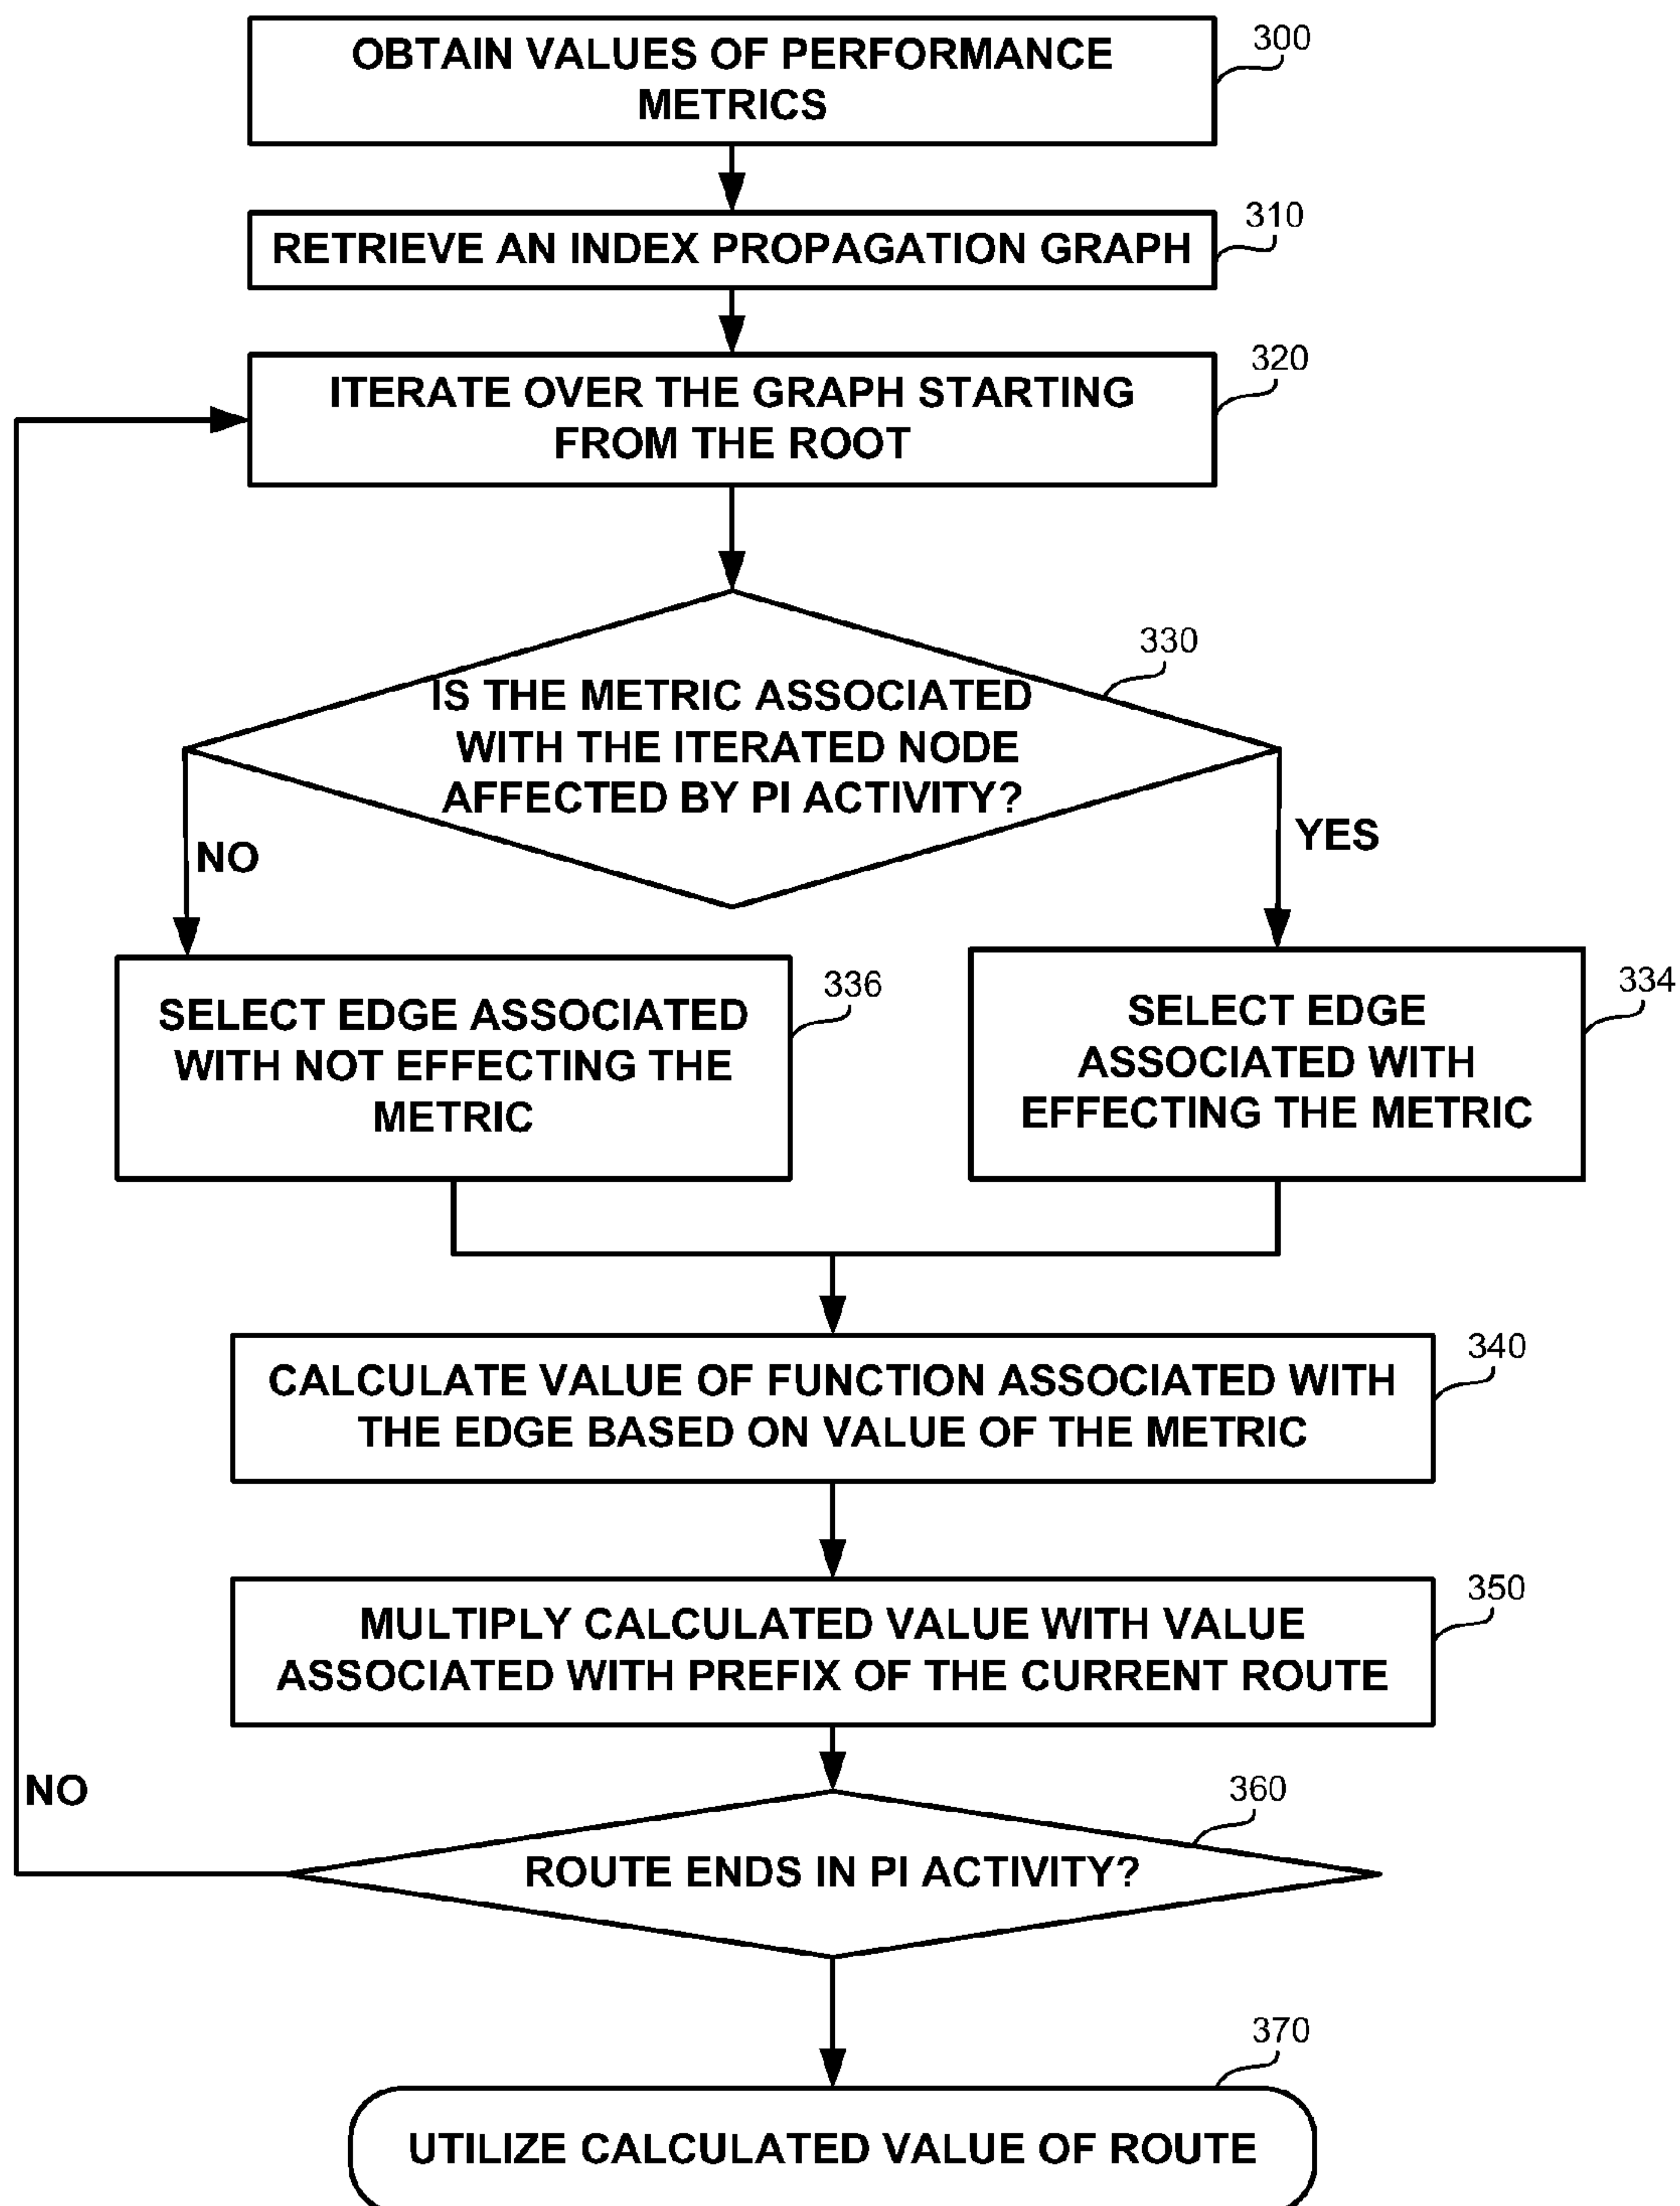 OBTAIN VALUES OF PERFORMANCE
METRICS
300
RETRIEVE AN INDEX PROPAGATION GRAPH
310
ITERATE OVER THE GRAPH STARTING
FROM THE ROOT
320
IS THE METRIC ASSOCIATED
WITH THE ITERATED NODE
AFFECTED BY PI ACTIVITY?
330
NO
YES
SELECT EDGE ASSOCIATED
WITH NOT EFFECTING THE
METRIC
336
SELECT EDGE
ASSOCIATED WITH
EFFECTING THE METRIC
334
CALCULATE VALUE OF FUNCTION ASSOCIATED WITH
THE EDGE BASED ON VALUE OF THE METRIC
340
MULTIPLY CALCULATED VALUE WITH VALUE
ASSOCIATED WITH PREFIX OF THE CURRENT ROUTE
350
NO
ROUTE ENDS IN PI ACTIVITY?
360
UTILIZE CALCULATED VALUE OF ROUTE
370